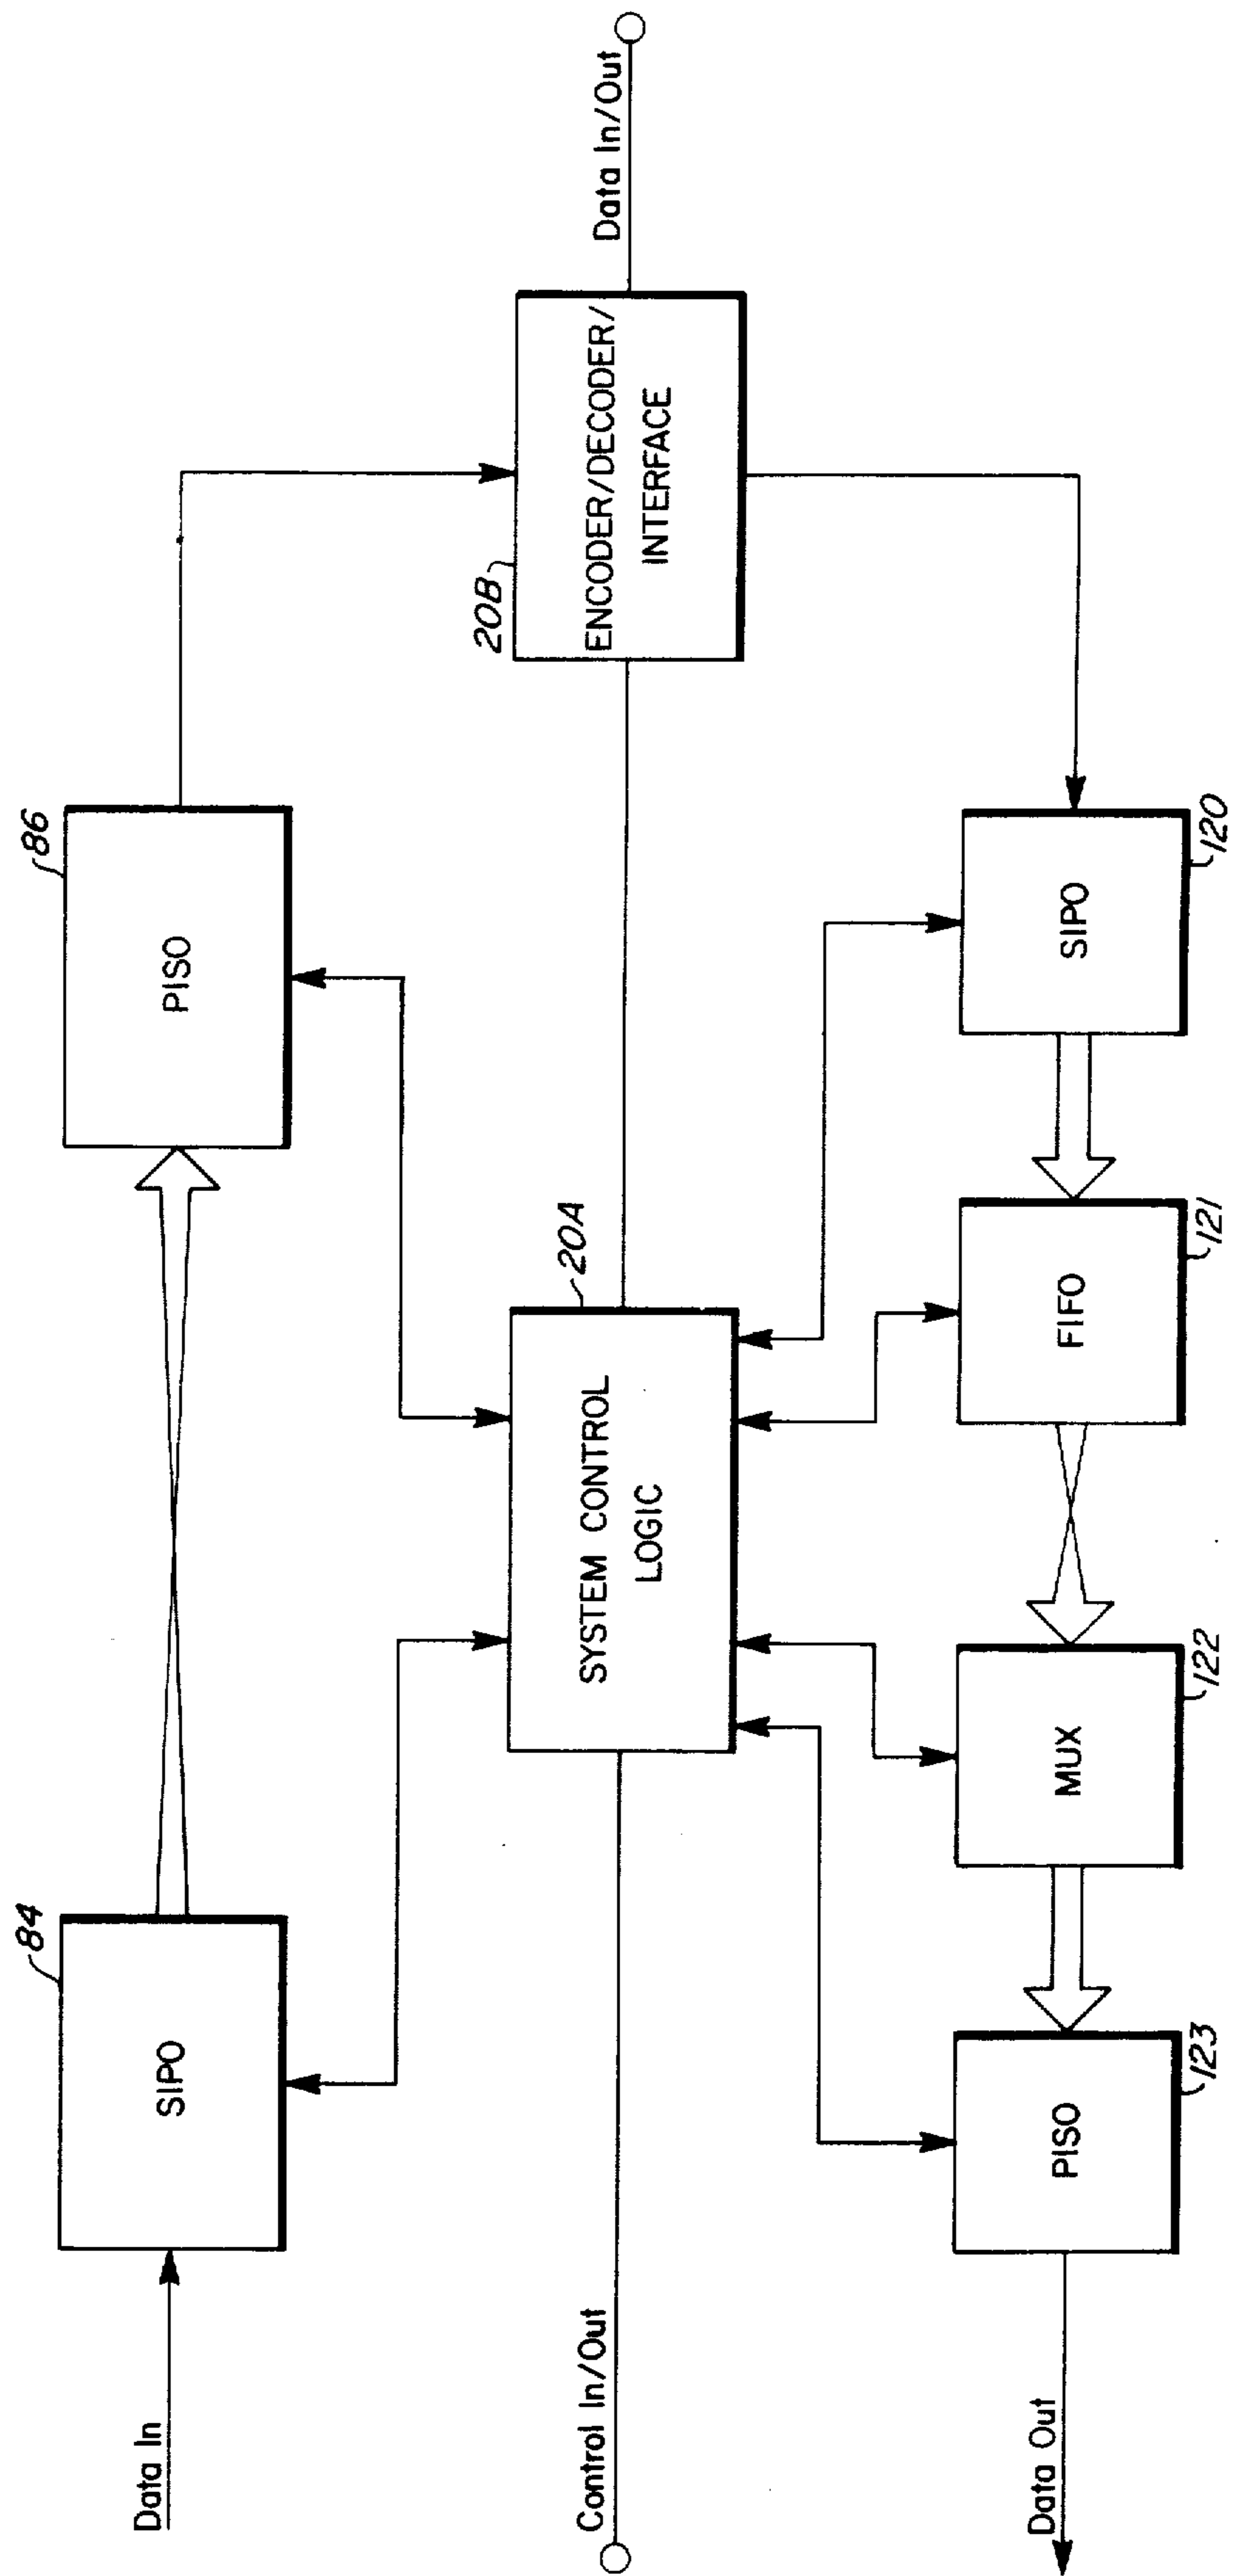 Data In
SIPO
84
PISO
86
Control In/Out
SYSTEM CONTROL
LOGIC
20A
20B
ENCODER/DECODER/
INTERFACE
Data In/Out
Data Out
PISO
123
MUX
122
FIFO
121
SIPO
120